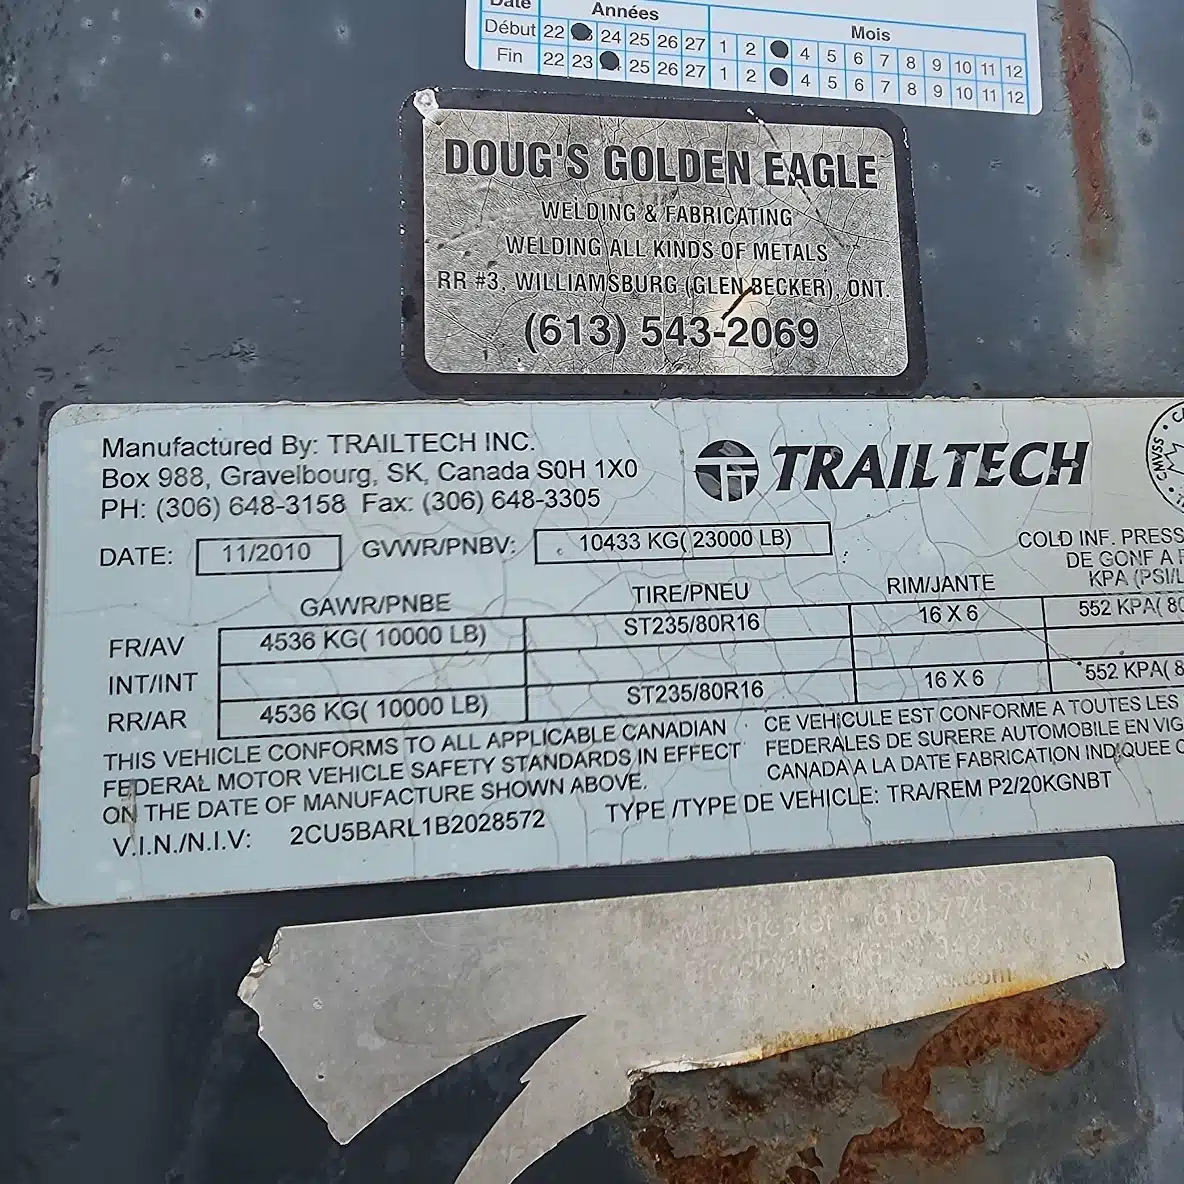 Date Années Mois
Début 22 24 25 26 27 1 2 4 5 6 7 8 9 10 11 12
Fin 22 23 25 26 27 1 2 4 5 6 7 8 9 10 11 12
DOUG'S GOLDEN EAGLE
WELDING & FABRICATING
WELDING ALL KINDS OF METALS
RR #3, WILLIAMSBURG (GLEN BECKER), ONT.
(613) 543-2069
Manufactured By: TRAILTECH INC.
Box 988, Gravelbourg, SK, Canada S0H 1X0
PH: (306) 648-3158 Fax: (306) 648-3305
TRAILTECH
CMVSS
DATE: 11/2010 GVWR/PNBV: 10433 KG( 23000 LB)
COLD INF. PRESS
DE GONF A
KPA (PSI/L
GAWR/PNBE TIRE/PNEU RIM/JANTE
FR/AV 4536 KG( 10000 LB) ST235/80R16 16 X 6 552 KPA( 80
INT/INT
RR/AR 4536 KG( 10000 LB) ST235/80R16 16 X 6 552 KPA( 8
THIS VEHICLE CONFORMS TO ALL APPLICABLE CANADIAN
FEDERAL MOTOR VEHICLE SAFETY STANDARDS IN EFFECT
ON THE DATE OF MANUFACTURE SHOWN ABOVE.
CE VEHICULE EST CONFORME A TOUTES LES
FEDERALES DE SURERE AUTOMOBILE EN VIG
CANADA A LA DATE FABRICATION INDIQUEE
V.I.N./N.I.V: 2CU5BARL1B2028572 TYPE /TYPE DE VEHICLE: TRA/REM P2/20KGNBT
Winchester 774
.com